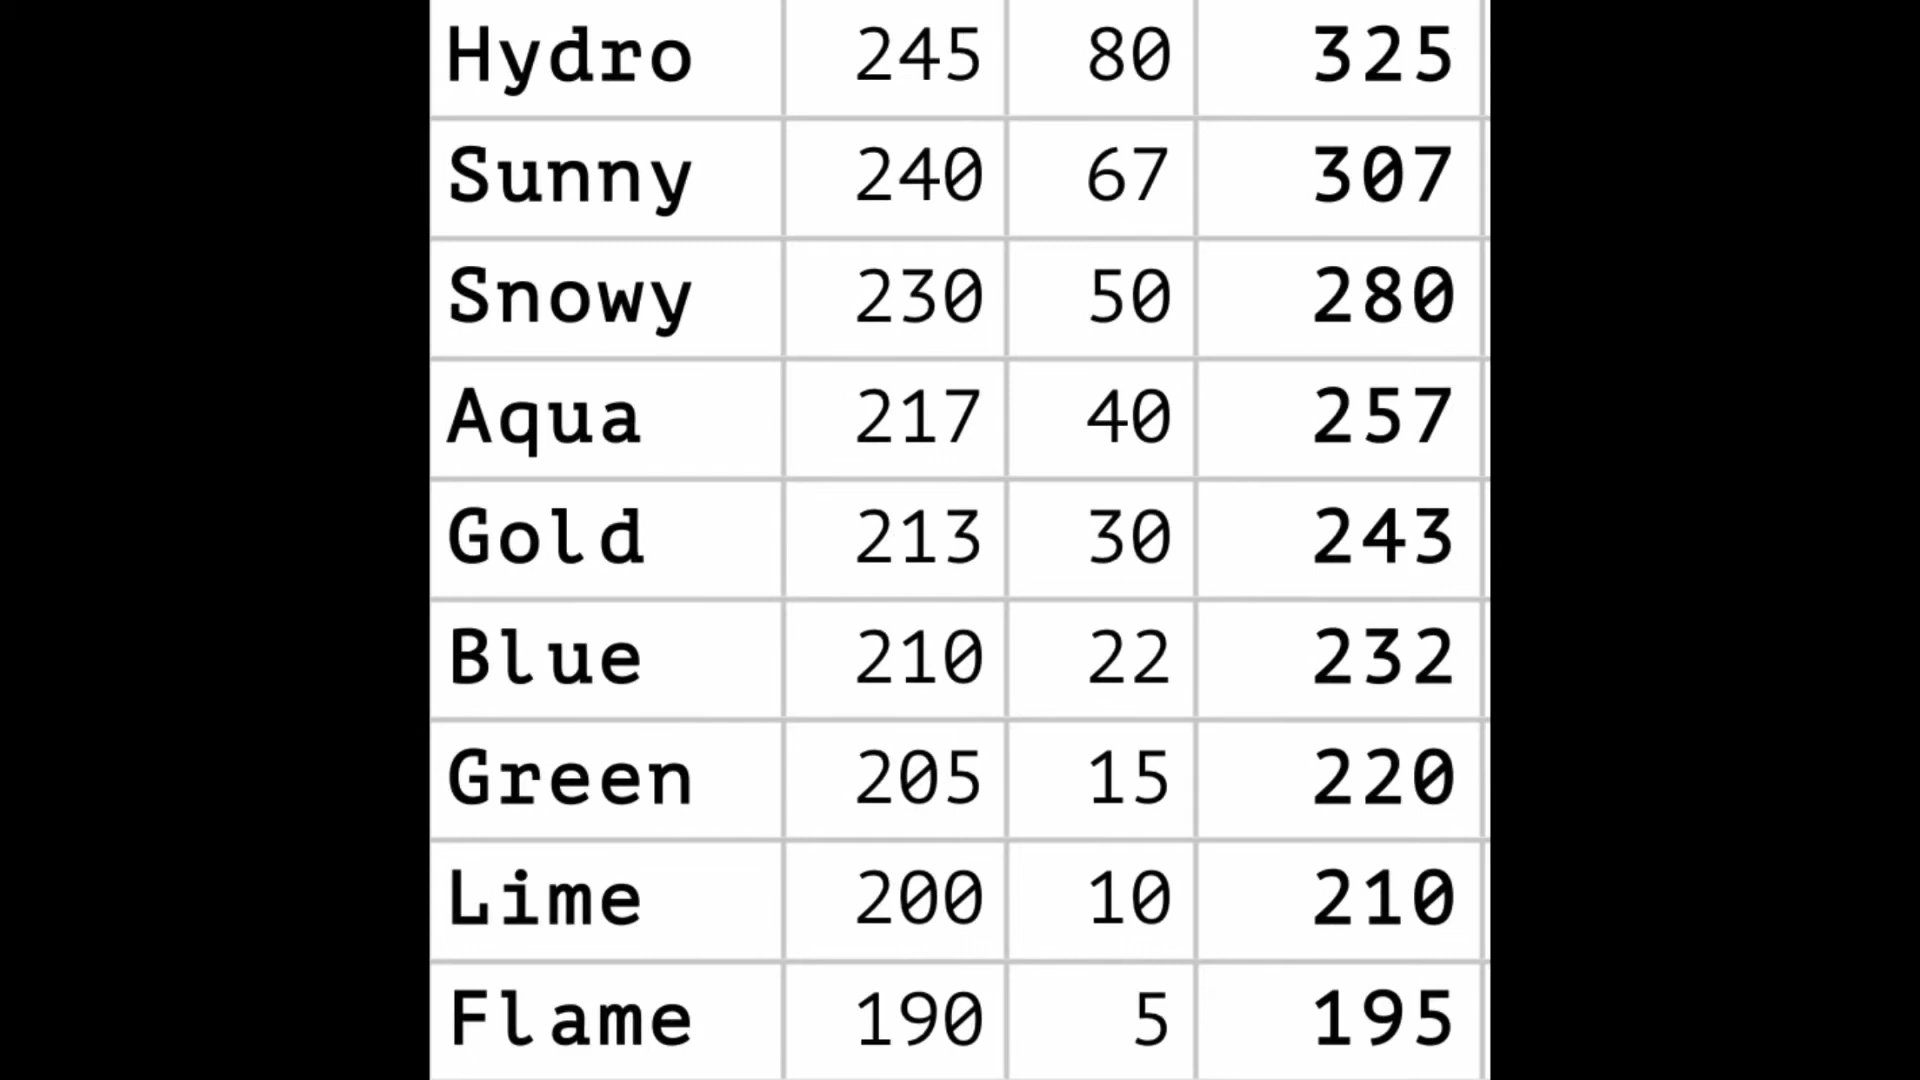 Hydro 245 80 325
Sunny 240 67 307
Snowy 230 50 280
Aqua 217 40 257
Gold 213 30 243
Blue 210 22 232
Green 205 15 220
Lime 200 10 210
Flame 190 5 195